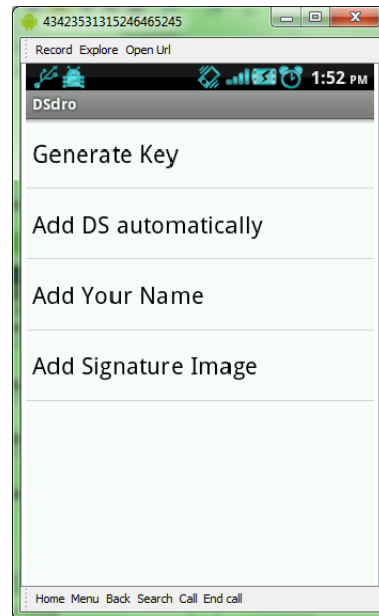 43423531315246465245
Record Explore Open Url
1:52 PM
DSdro
Generate Key
Add DS automatically
Add Your Name
Add Signature Image
Home Menu Back Search Call End call